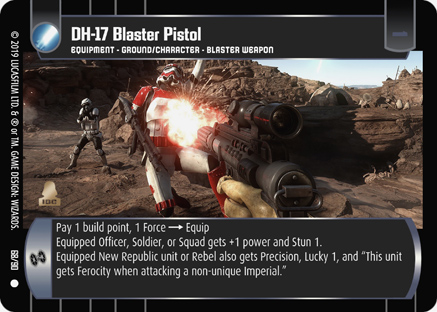 DH-17 Blaster Pistol
EQUIPMENT • GROUND/CHARACTER • BLASTER WEAPON
© 2019 LUCASFILM LTD. & ® or TM. GAME DESIGN: WIZARDS.
IDC
Pay 1 build point, 1 Force → Equip
Equipped Officer, Soldier, or Squad gets +1 power and Stun 1.
Equipped New Republic unit or Rebel also gets Precision, Lucky 1, and “This unit
gets Ferocity when attacking a non-unique Imperial.”